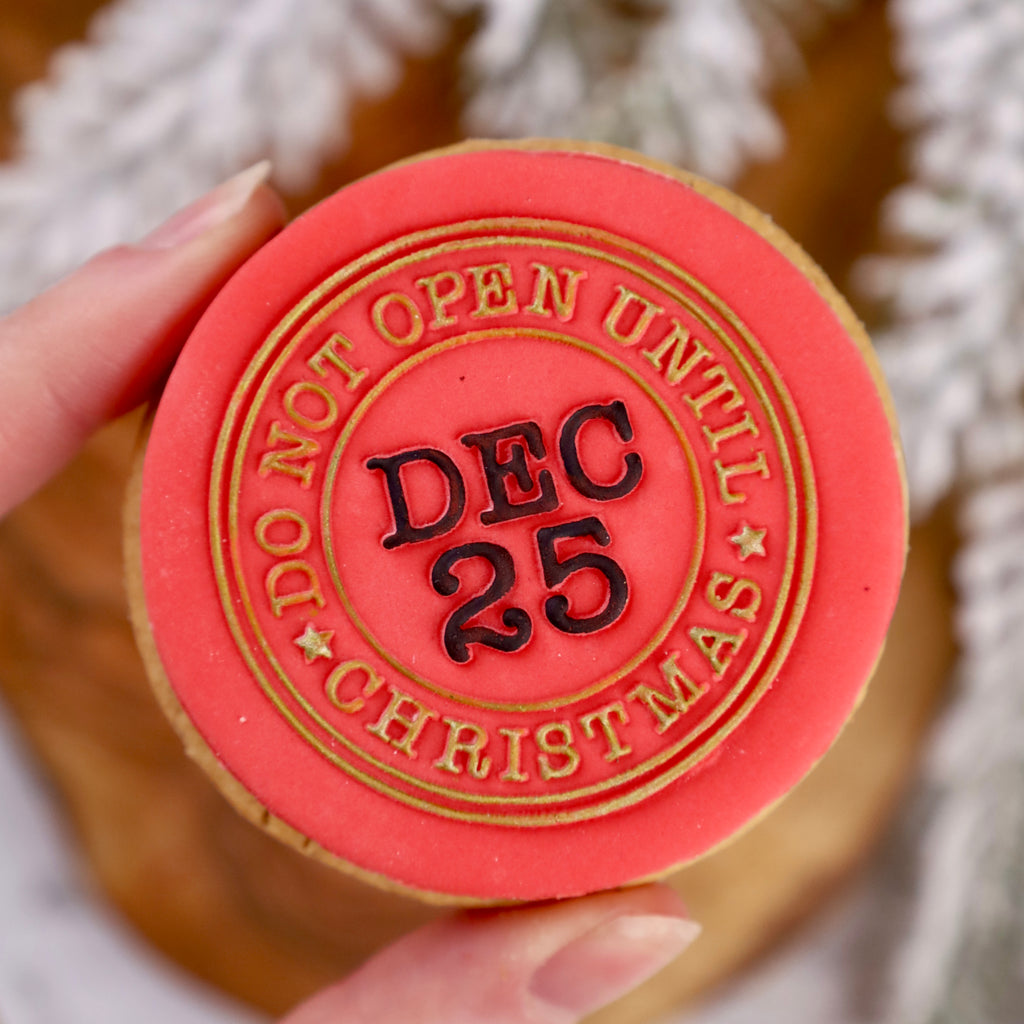 DO NOT OPEN UNTIL
DEC
25
CHRISTMAS